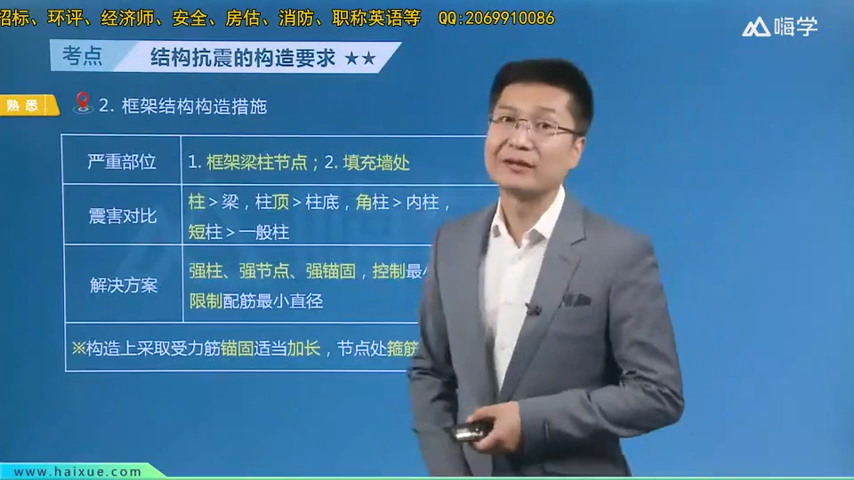 招标、环评、经济师、安全、房估、消防、职称英语等 QQ:2069910086
嗨学
考点 结构抗震的构造要求 ★★
熟悉 2. 框架结构构造措施
严重部位 1. 框架梁柱节点；2. 填充墙处
震害对比 柱＞梁，柱顶＞柱底，角柱＞内柱，
短柱＞一般柱
解决方案 强柱、强节点、强锚固，控制最
限制配筋最小直径
※构造上采取受力筋锚固适当加长，节点处箍筋
www.haixue.com